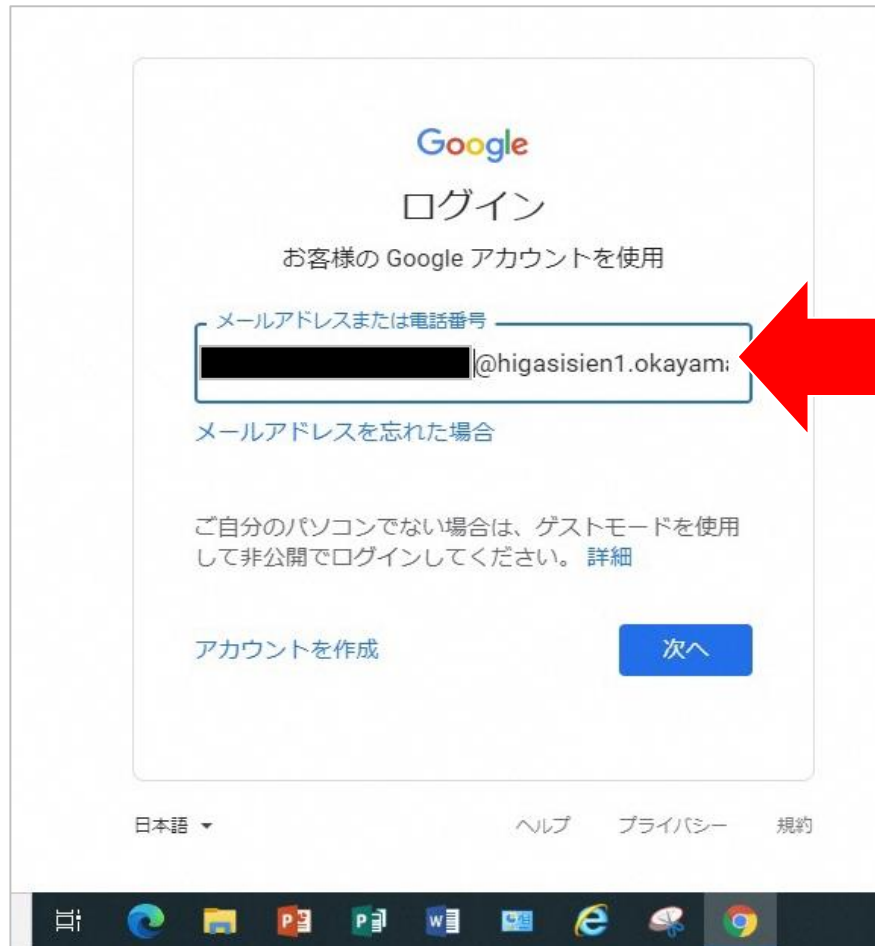 Google
ログイン
お客様の Google アカウントを使用
メールアドレスまたは電話番号
@higasisien1.okayama
メールアドレスを忘れた場合
ご自分のパソコンでない場合は、ゲストモードを使用
して非公開でログインしてください。 詳細
アカウントを作成
次へ
日本語
ヘルプ プライバシー 規約